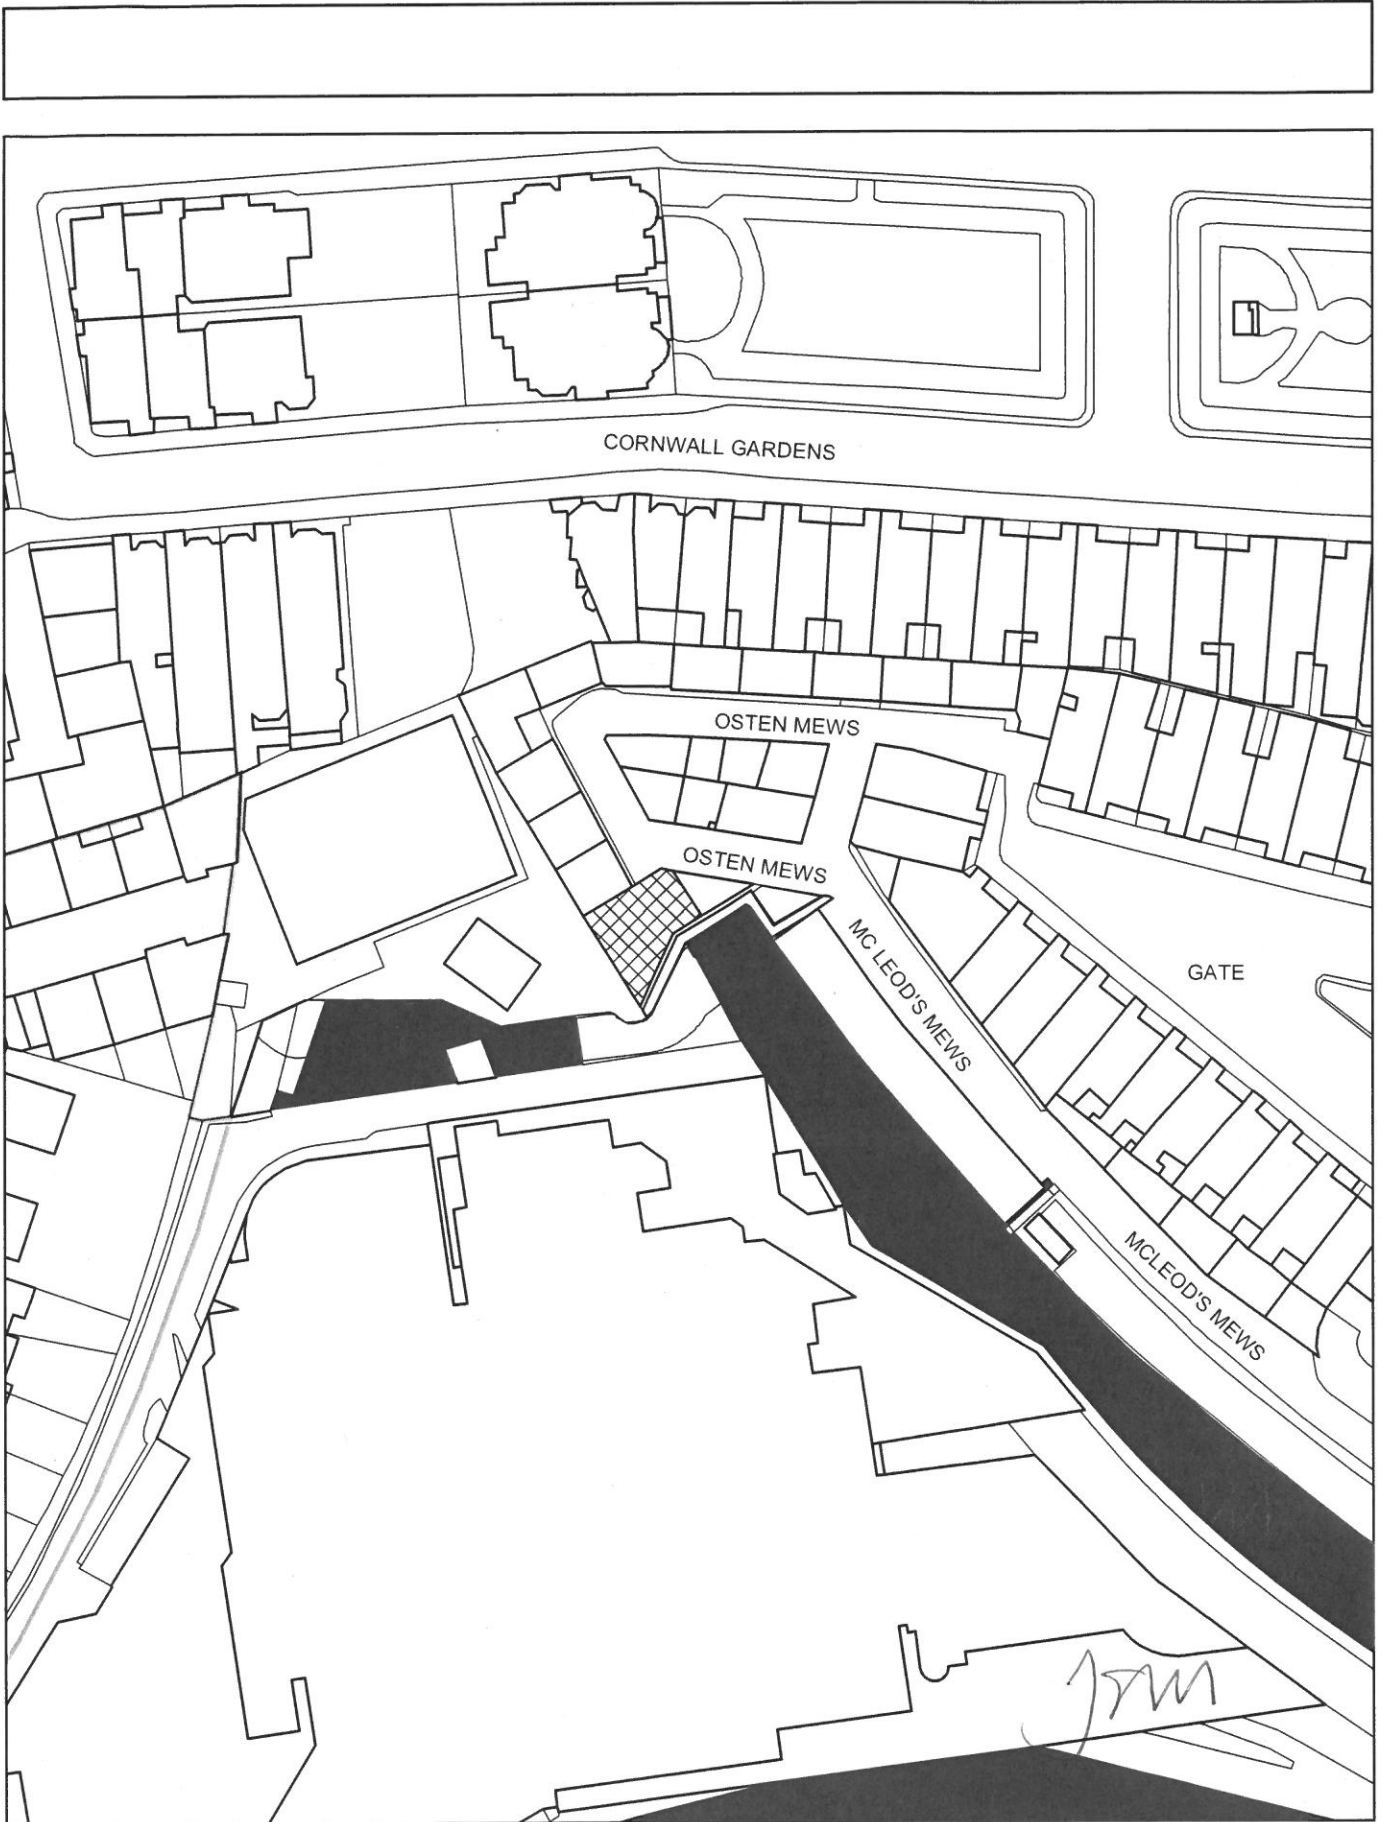 CORNWALL GARDENS
OSTEN MEWS
OSTEN MEWS
MC LEOD'S MEWS
GATE
MCLEOD'S MEWS